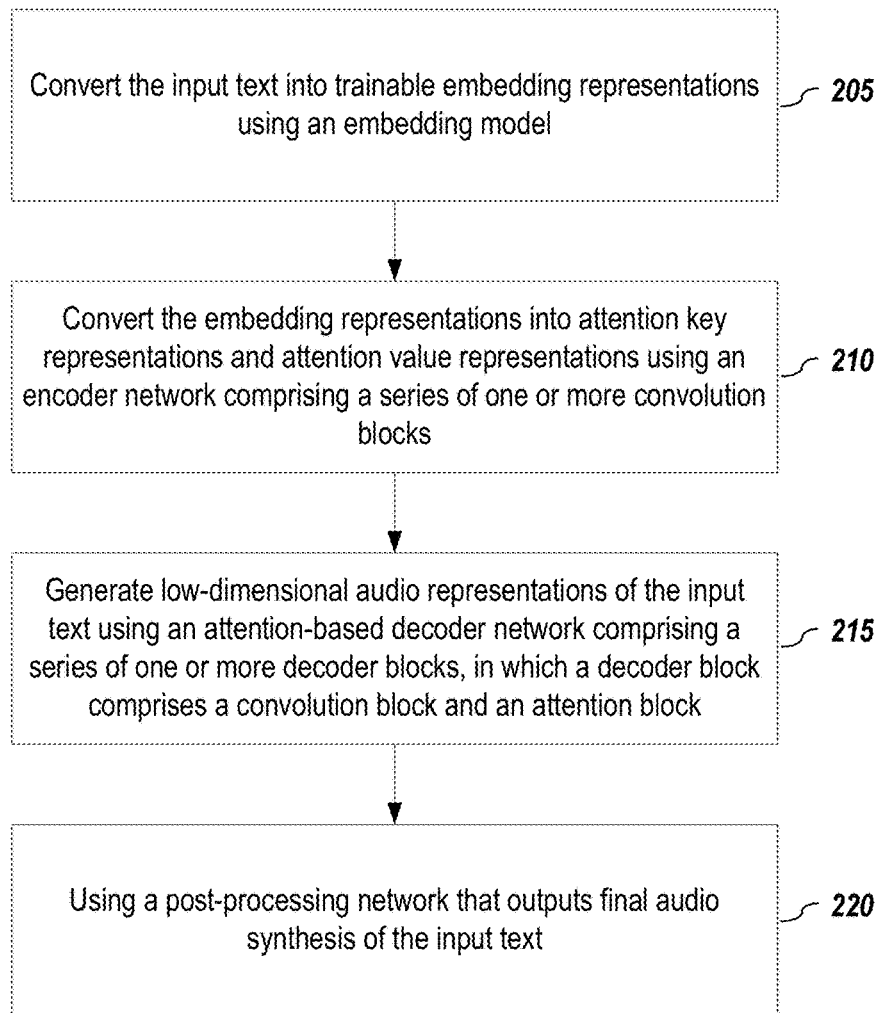 Convert the input text into trainable embedding representations
using an embedding model
205
Convert the embedding representations into attention key
representations and attention value representations using an
encoder network comprising a series of one or more convolution
blocks
210
Generate low-dimensional audio representations of the input
text using an attention-based decoder network comprising a
series of one or more decoder blocks, in which a decoder block
comprises a convolution block and an attention block
215
Using a post-processing network that outputs final audio
synthesis of the input text
220